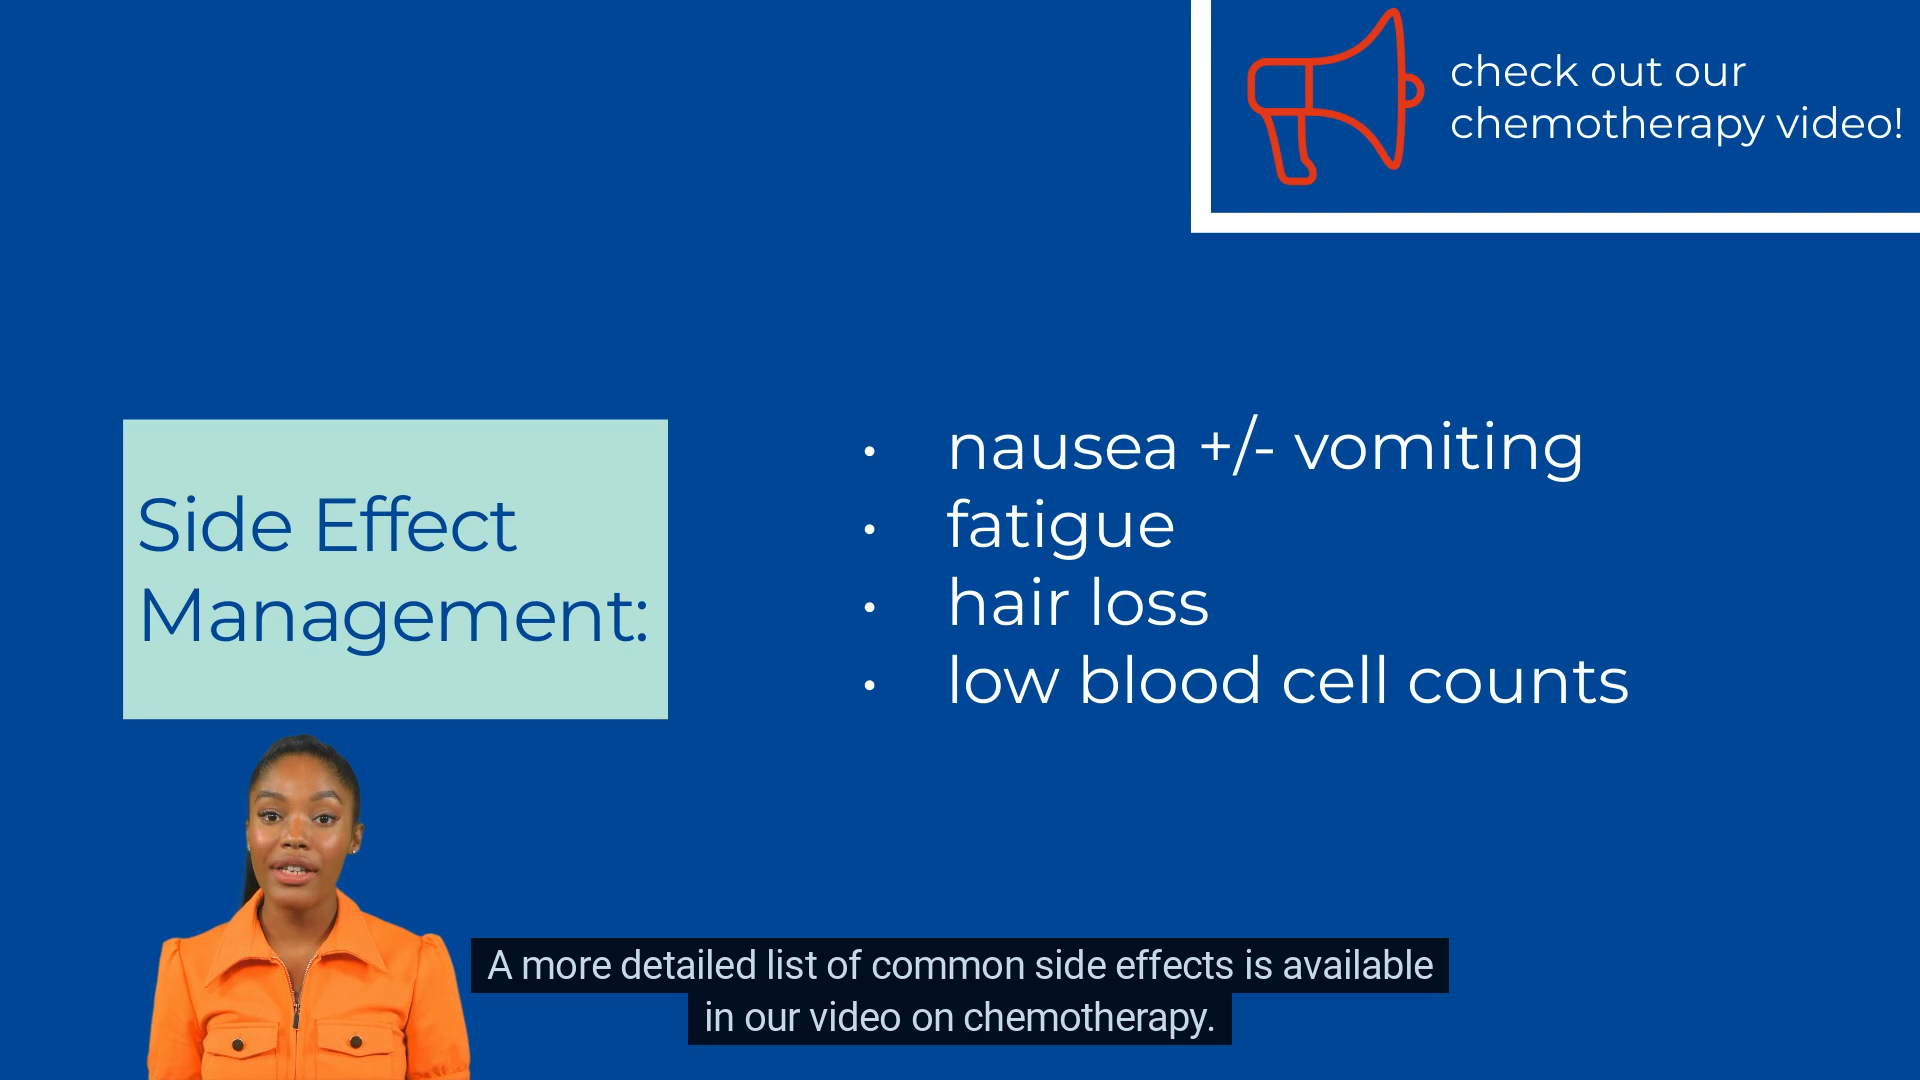 check out our
chemotherapy video!
Side Effect
Management:
• nausea +/- vomiting
• fatigue
• hair loss
• low blood cell counts
A more detailed list of common side effects is available
in our video on chemotherapy.